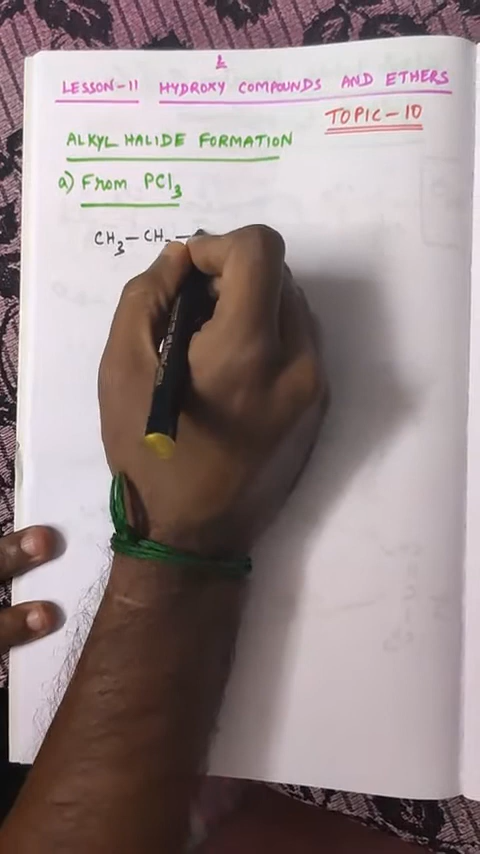 LESSON-11 HYDROXY COMPOUNDS AND ETHERS
TOPIC-10
ALKYL HALIDE FORMATION
a) From PCl3
CH3-CH2-